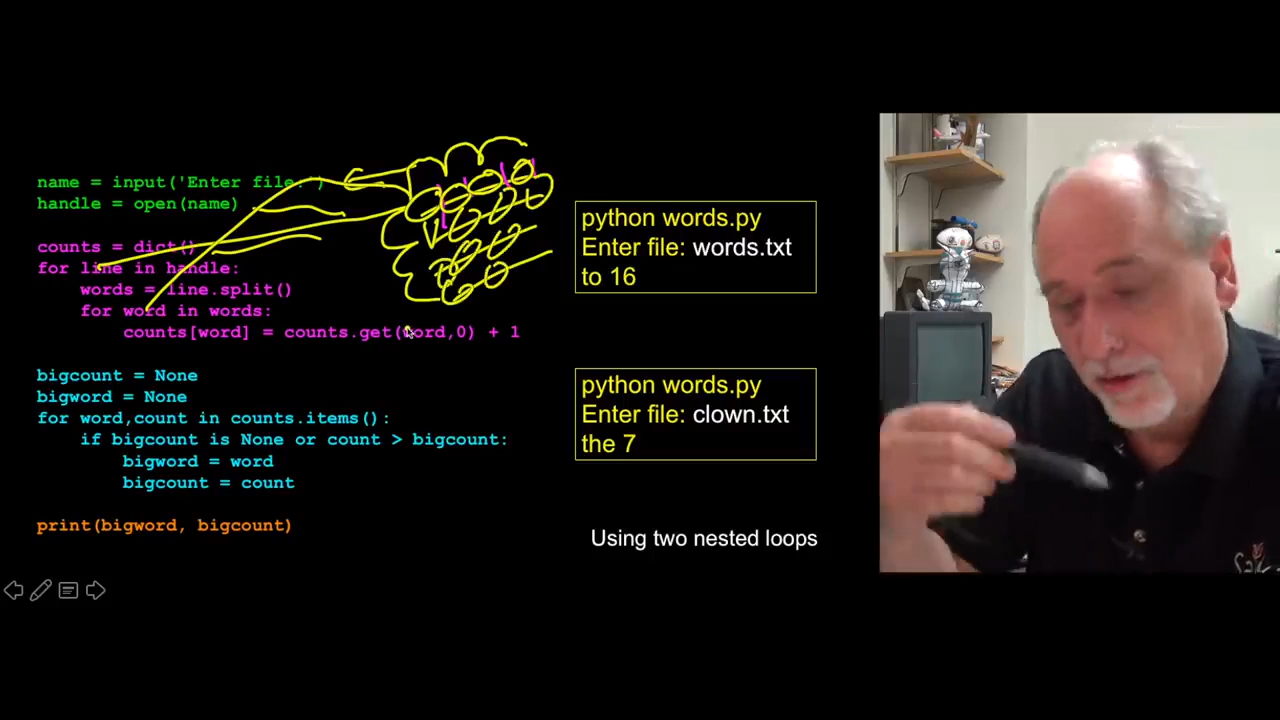 name = input('Enter file:')
handle = open(name)
counts = dict()
for line in handle:
words = line.split()
for word in words:
counts[word] = counts.get(word,0) + 1
bigcount = None
bigword = None
for word,count in counts.items():
if bigcount is None or count > bigcount:
bigword = word
bigcount = count
print(bigword, bigcount)
python words.py
Enter file: words.txt
to 16
python words.py
Enter file: clown.txt
the 7
Using two nested loops